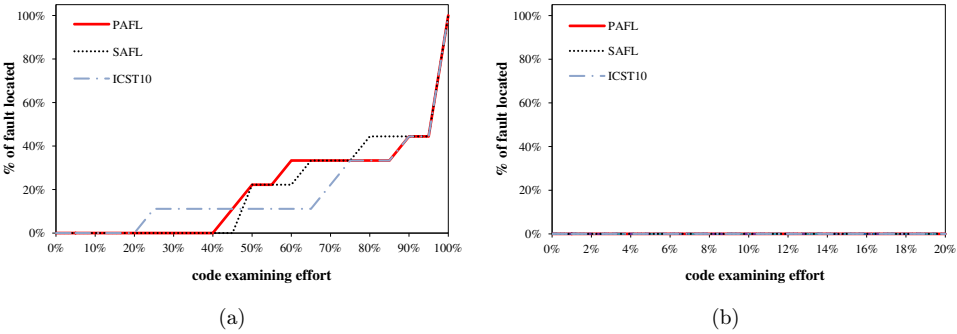 100%
80%
60%
40%
20%
0%
% of fault located
PAFL
SAFL
ICST10
0% 10% 20% 30% 40% 50% 60% 70% 80% 90% 100%
code examining effort
(a)
100%
80%
60%
40%
20%
0%
% of fault located
PAFL
SAFL
ICST10
0% 2% 4% 6% 8% 10% 12% 14% 16% 18% 20%
code examining effort
(b)